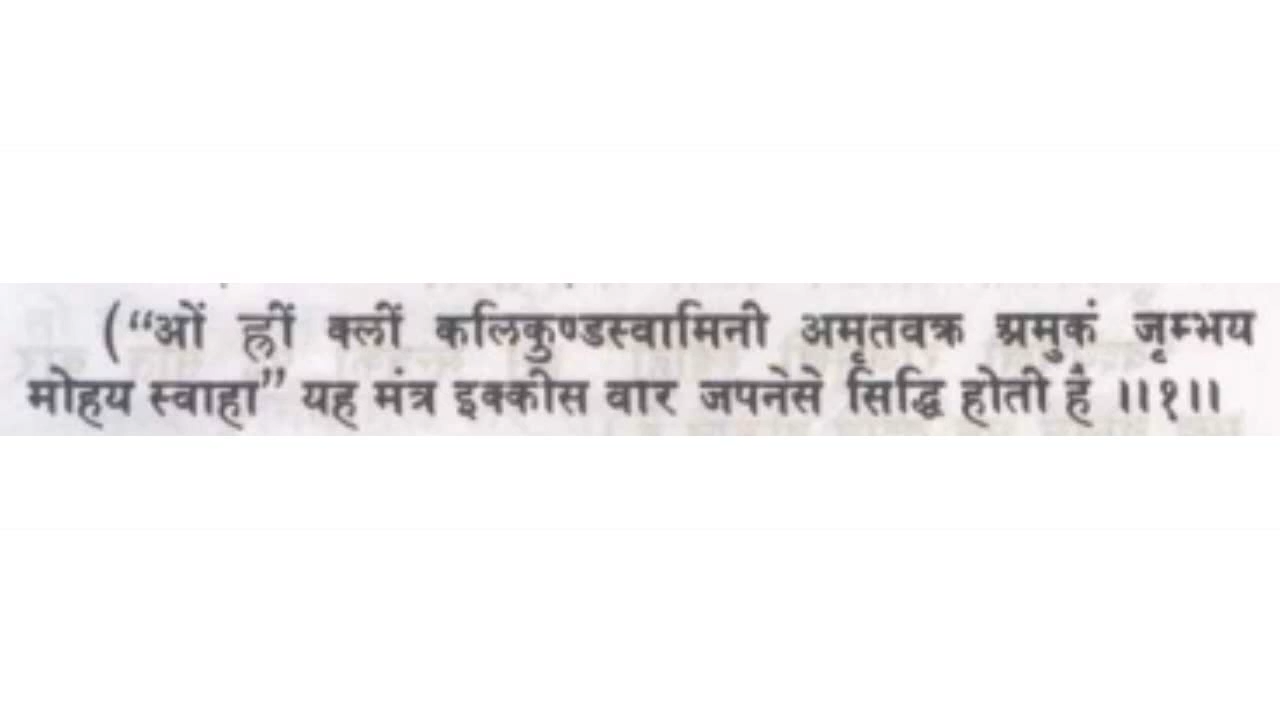 (“ओं ह्रीं क्लीं कलिकुण्डस्वामिनी अमृतवक्र अमुकं जृम्भय
मोहय स्वाहा” यह मंत्र इक्कीस वार जपनेसे सिद्धि होती है ॥१॥